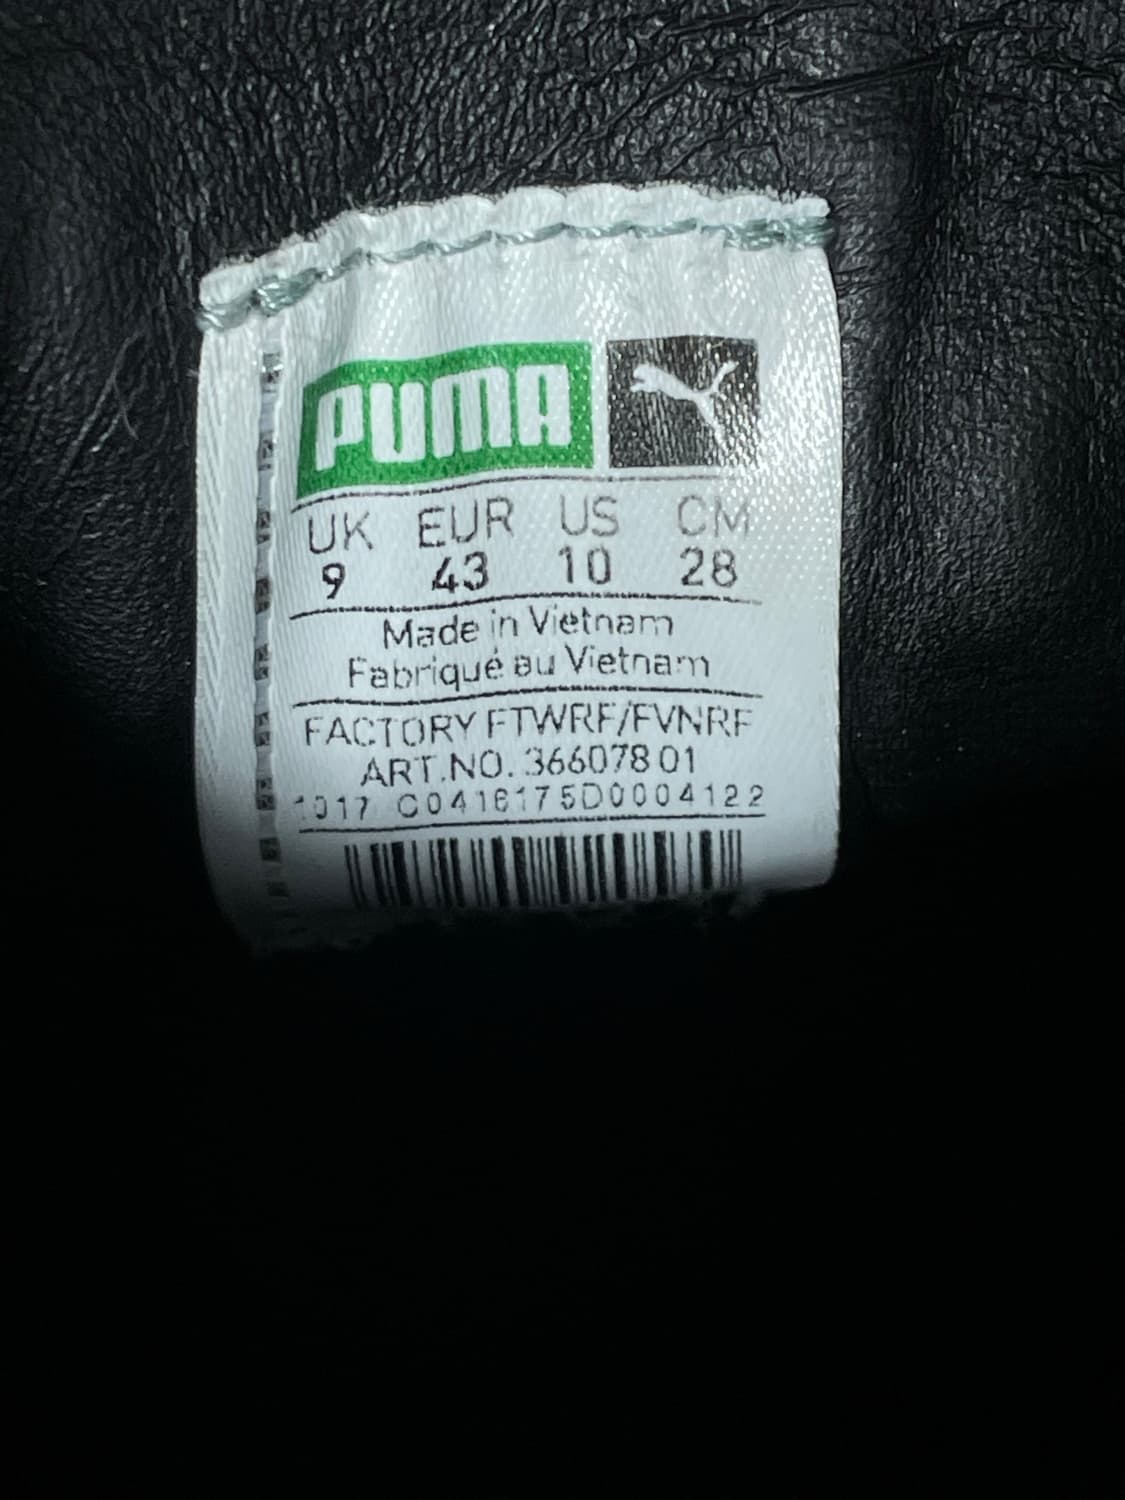 PUMA
UK EUR US CM
9 43 10 28
Made in Vietnam
Fabriqué au Vietnam
FACTORY FTWRF/FVNRF
ART.NO. 366078 01
1017 C0416175D0004122